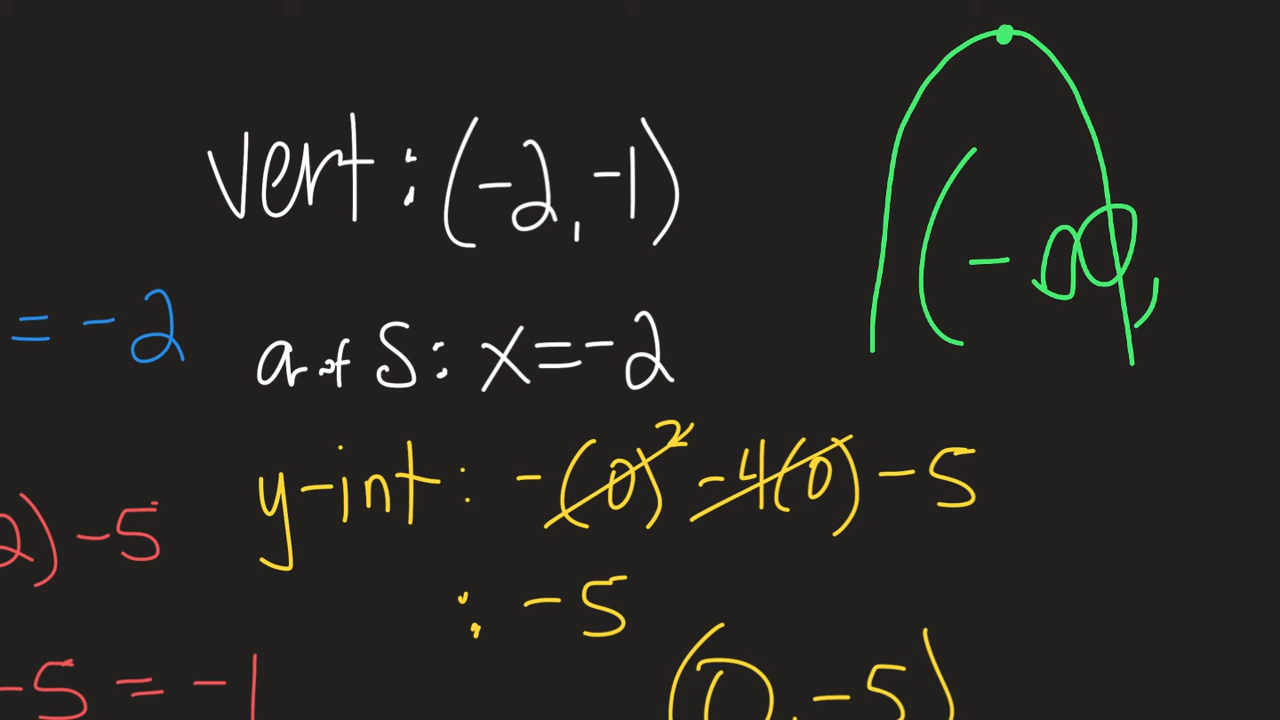 vert: (-2, -1)
(-∞,
= -2
a of S: x = -2
y-int: -(0)² -4(0) -5
2) -5
: -5
-5 = -1
(0, -5)